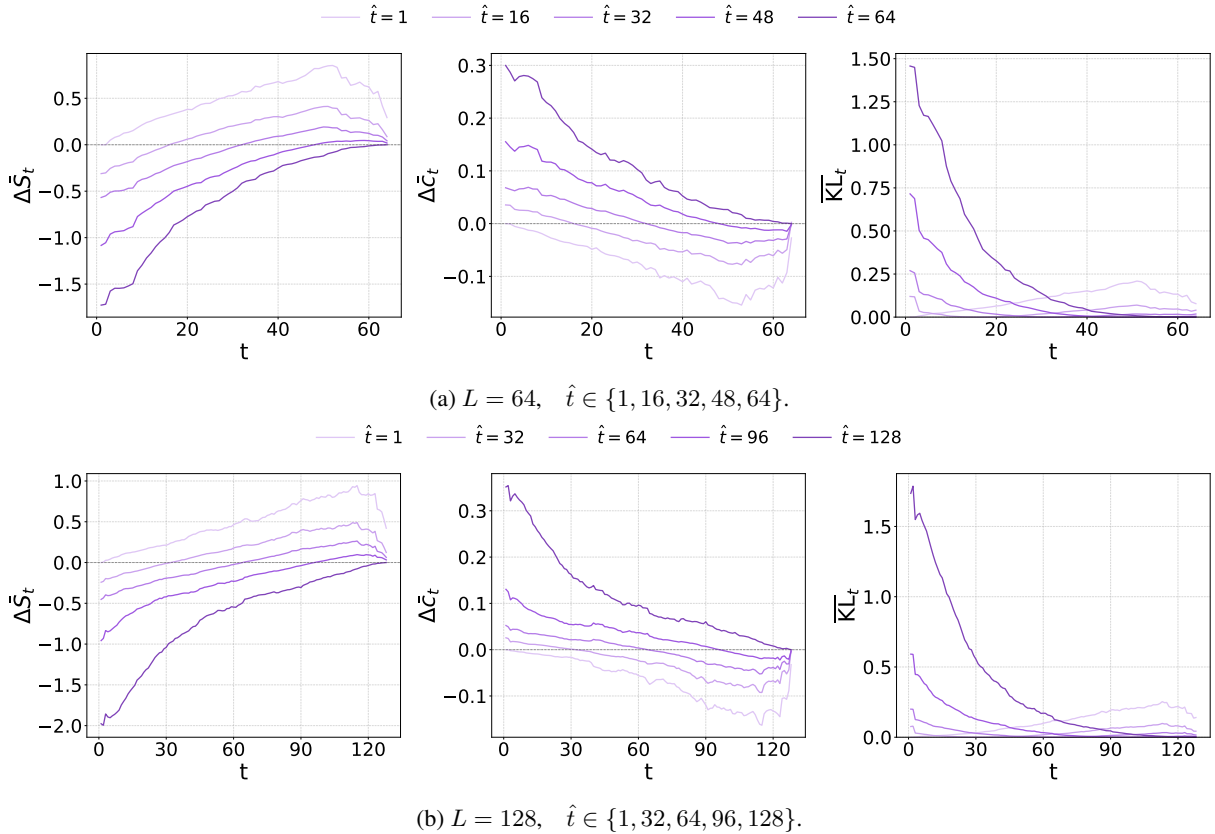 t̂ = 1 t̂ = 16 t̂ = 32 t̂ = 48 t̂ = 64
0.5
0.0
−0.5
−1.0
−1.5
ΔS̄_t
0 20 40 60
t
0.3
0.2
0.1
0.0
−0.1
Δc̄_t
0 20 40 60
t
1.50
1.25
1.00
0.75
0.50
0.25
0.00
K̅L̅_t
0 20 40 60
t
(a) L = 64, t̂ ∈ {1, 16, 32, 48, 64}.
t̂ = 1 t̂ = 32 t̂ = 64 t̂ = 96 t̂ = 128
1.0
0.5
0.0
−0.5
−1.0
−1.5
−2.0
ΔS̄_t
0 30 60 90 120
t
0.3
0.2
0.1
0.0
−0.1
Δc̄_t
0 30 60 90 120
t
1.5
1.0
0.5
0.0
K̅L̅_t
0 30 60 90 120
t
(b) L = 128, t̂ ∈ {1, 32, 64, 96, 128}.